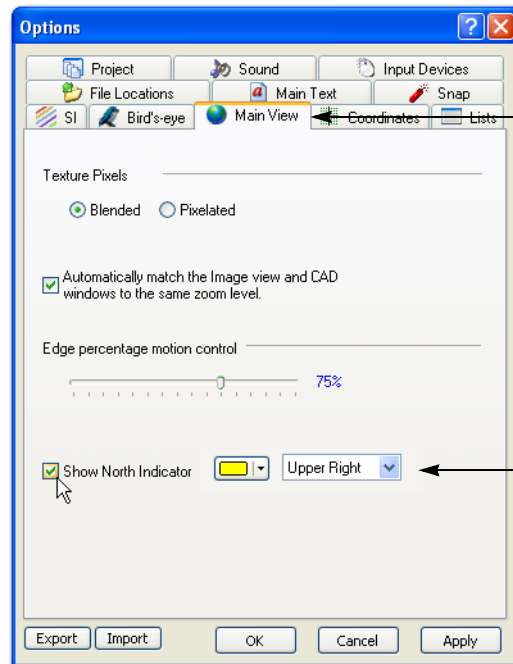 Options
Project Sound Input Devices
File Locations Main Text Snap
SI Bird's-eye Main View Coordinates Lists
Texture Pixels
Blended Pixelated
Automatically match the Image view and CAD
windows to the same zoom level.
Edge percentage motion control
75%
Show North Indicator Upper Right
Export Import OK Cancel Apply